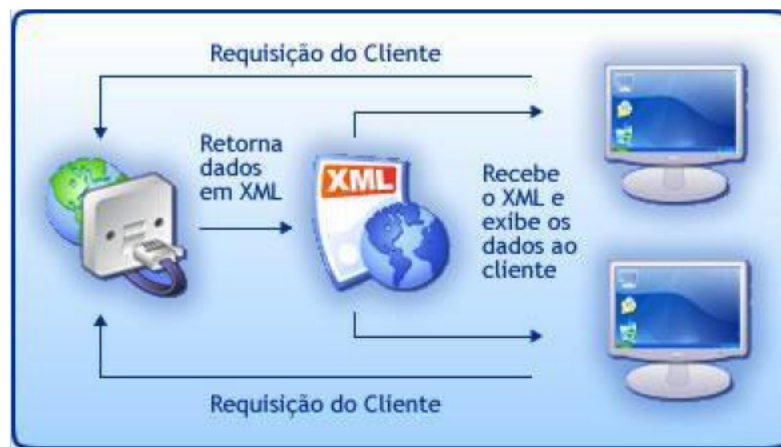 Requisição do Cliente
Retorna
dados
em XML
XML
Recebe
o XML e
exibe os
dados ao
cliente
Requisição do Cliente